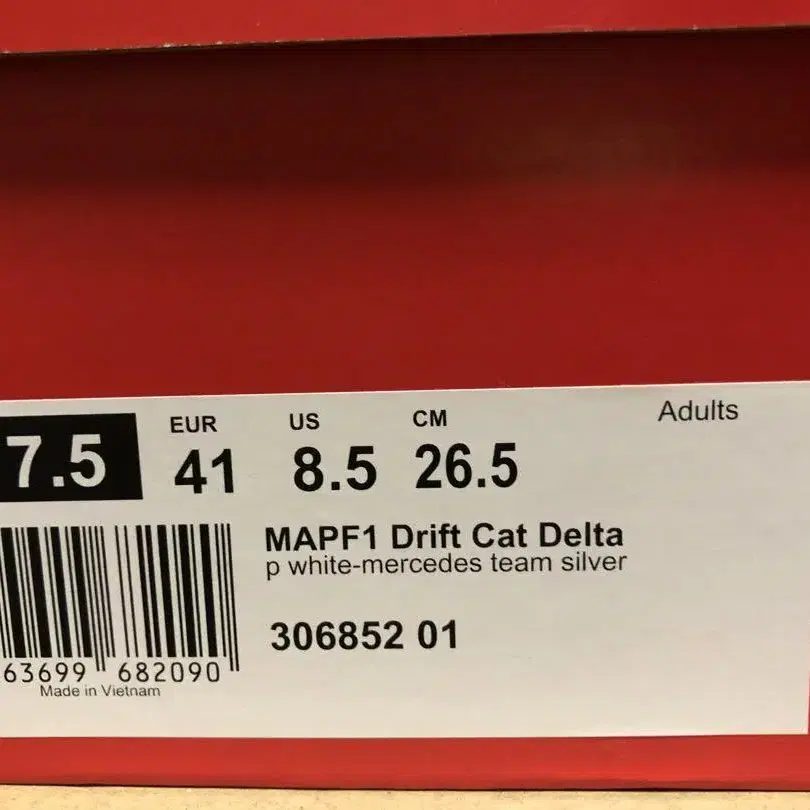 Adults
EUR US CM
7.5 41 8.5 26.5
MAPF1 Drift Cat Delta
p white-mercedes team silver
306852 01
63699 682090
Made in Vietnam